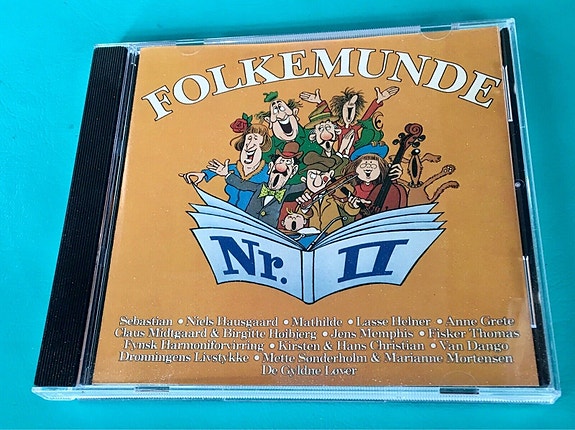 FOLKEMUNDE
Nr. II
Sebastian • Niels Hausgaard • Mathilde • Lasse Helner • Anne Grete
Claus Midtgaard & Birgitte Høibjerg • Jens Memphis • Fisker Thomas
Fynsk Harmoniforvirring • Kirsten & Hans Christian • Van Dango
Dronningens Livstykke • Mette Sønderholm & Marianne Mortensen
De Gyldne Løver